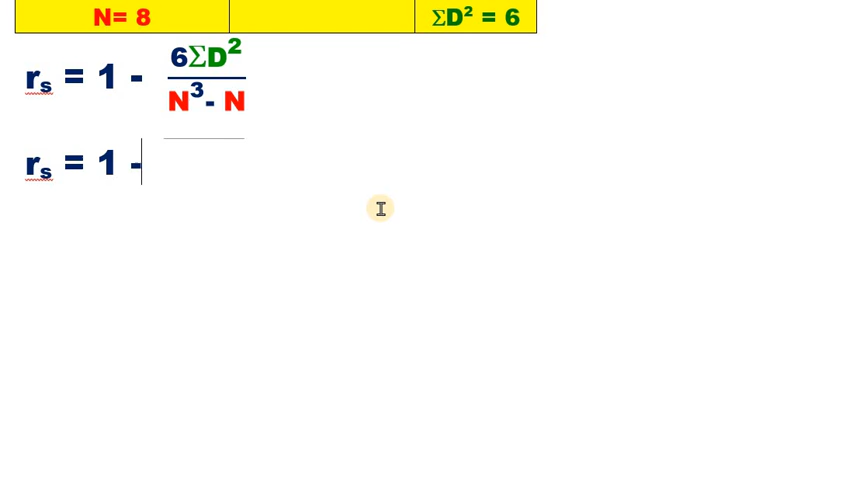 N= 8 ΣD² = 6
rₛ = 1 - 6ΣD² / N³- N
rₛ = 1 -